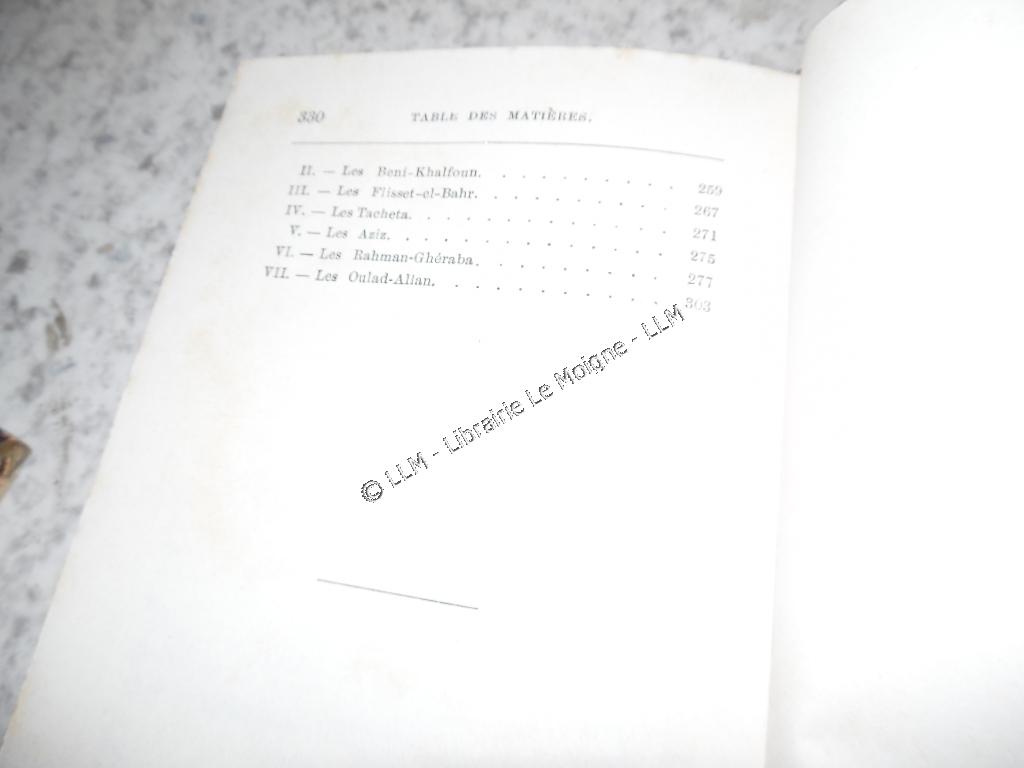 330 TABLE DES MATIÈRES.
II. — Les Beni-Khalfoun. . . . . . . . . . 259
III. — Les Flisset-el-Bahr. . . . . . . . . . 267
IV. — Les Tacheta. . . . . . . . . . . . 271
V. — Les Aziz. . . . . . . . . . . . . 275
VI. — Les Rahman-Ghéraba. . . . . . . . . 277
VII. — Les Oulad-Allan. . . . . . . . . . 303
© LLM - Librairie Le Moigne - LLM